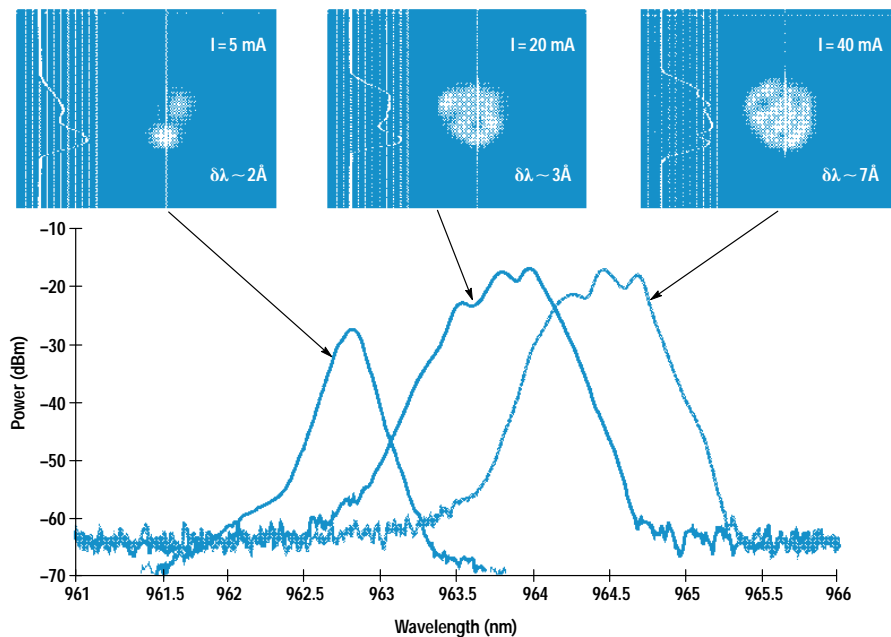 I = 5 mA
δλ ~ 2Å
I = 20 mA
δλ ~ 3Å
I = 40 mA
δλ ~ 7Å
Power (dBm)
–10
–20
–30
–40
–50
–60
–70
961
961.5
962
962.5
963
963.5
964
964.5
965
965.5
966
Wavelength (nm)